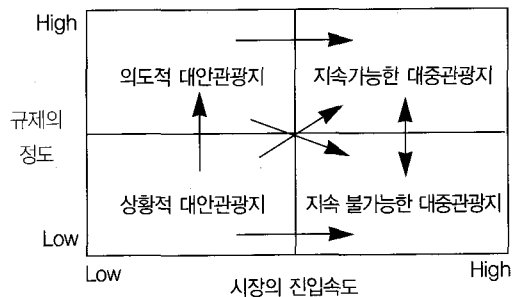 High
의도적 대안관광지
지속가능한 대중관광지
규제의
정도
상황적 대안관광지
지속 불가능한 대중관광지
Low
Low
High
시장의 진입속도